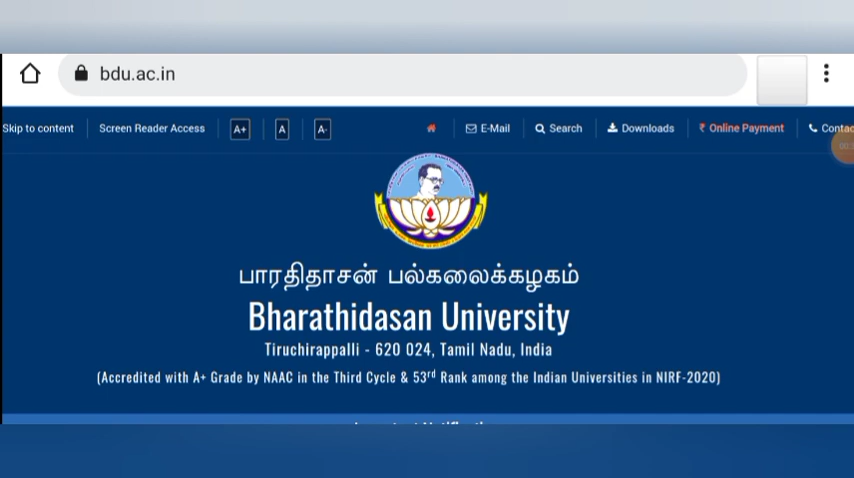 bdu.ac.in
Skip to content Screen Reader Access A+ A A- E-Mail Search Downloads ₹ Online Payment
பாரதிதாசன் பல்கலைக்கழகம்
Bharathidasan University
Tiruchirappalli - 620 024, Tamil Nadu, India
(Accredited with A+ Grade by NAAC in the Third Cycle & 53rd Rank among the Indian Universities in NIRF-2020)